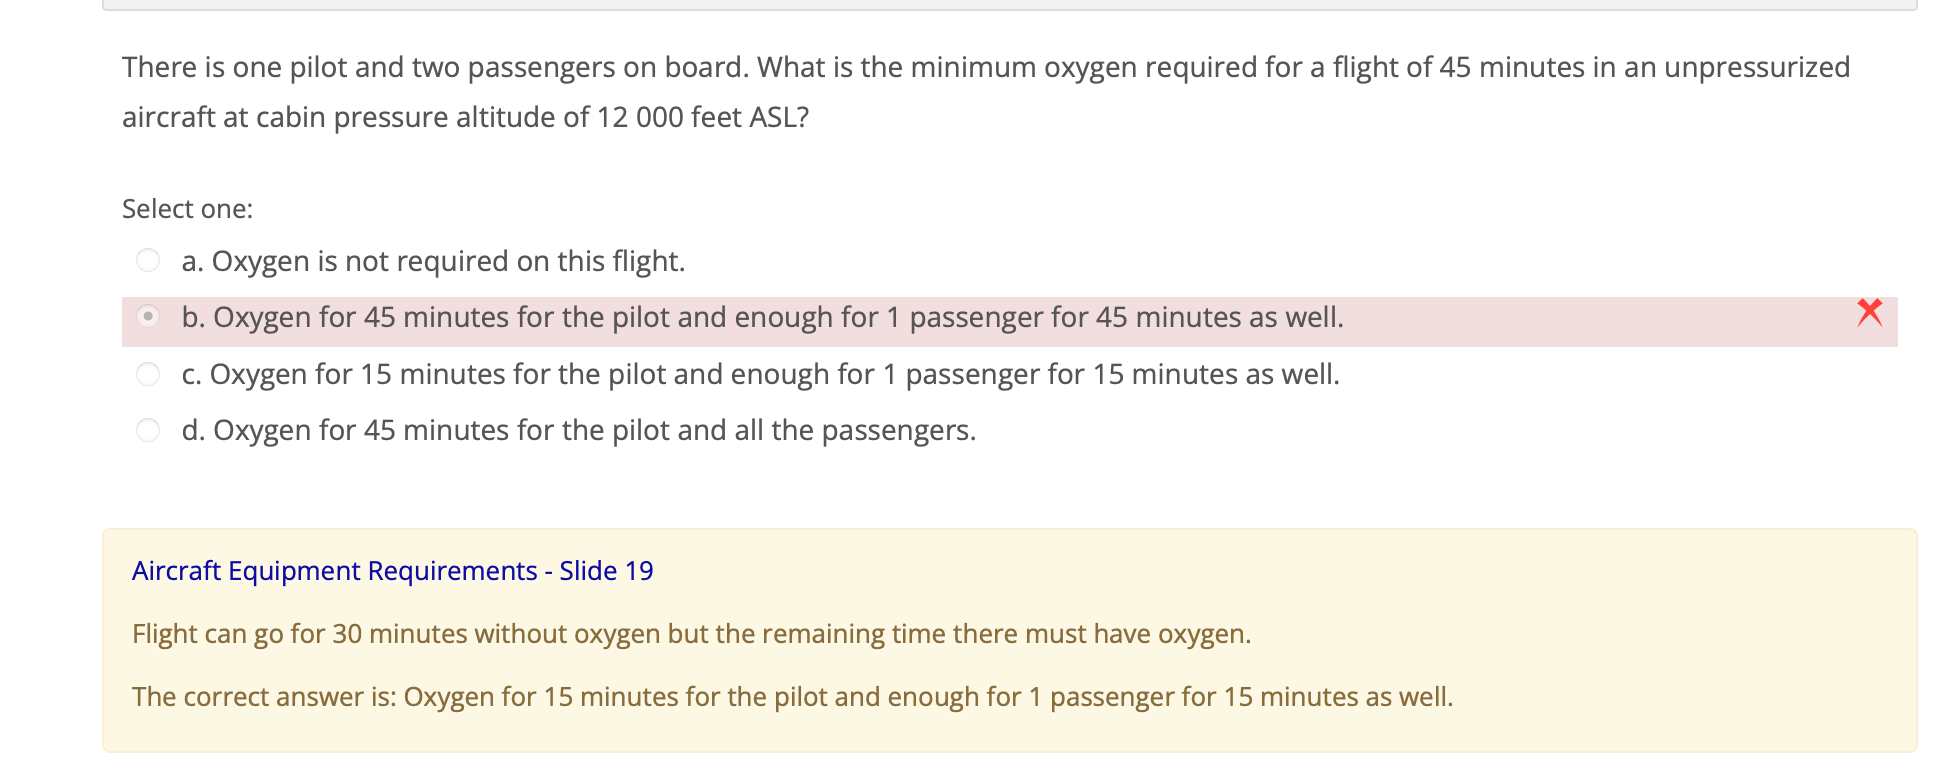 There is one pilot and two passengers on board. What is the minimum oxygen required for a flight of 45 minutes in an unpressurized
aircraft at cabin pressure altitude of 12 000 feet ASL?
Select one:
a. Oxygen is not required on this flight.
b. Oxygen for 45 minutes for the pilot and enough for 1 passenger for 45 minutes as well.
c. Oxygen for 15 minutes for the pilot and enough for 1 passenger for 15 minutes as well.
d. Oxygen for 45 minutes for the pilot and all the passengers.
Aircraft Equipment Requirements - Slide 19
Flight can go for 30 minutes without oxygen but the remaining time there must have oxygen.
The correct answer is: Oxygen for 15 minutes for the pilot and enough for 1 passenger for 15 minutes as well.